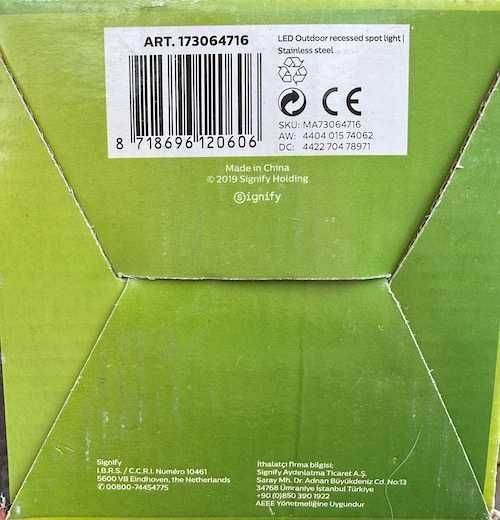 ART. 173064716
8 718696 120606
LED Outdoor recessed spot light |
Stainless steel
CE
SKU: MA73064716
AW: 4404 015 74062
DC: 4422 704 78971
Made in China
© 2019 Signify Holding
Signify
Signify
I.B.R.S. / C.C.R.I. Numéro 10461
5600 VB Eindhoven, the Netherlands
✆ 00800-74454775
İthalatçı firma bilgisi;
Signify Aydınlatma Ticaret A.Ş.
Saray Mh. Dr. Adnan Büyükdeniz Cd. No:13
34768 Ümraniye İstanbul Türkiye
+90 (0)850 390 1922
AEEE Yönetmeliğine Uygundur